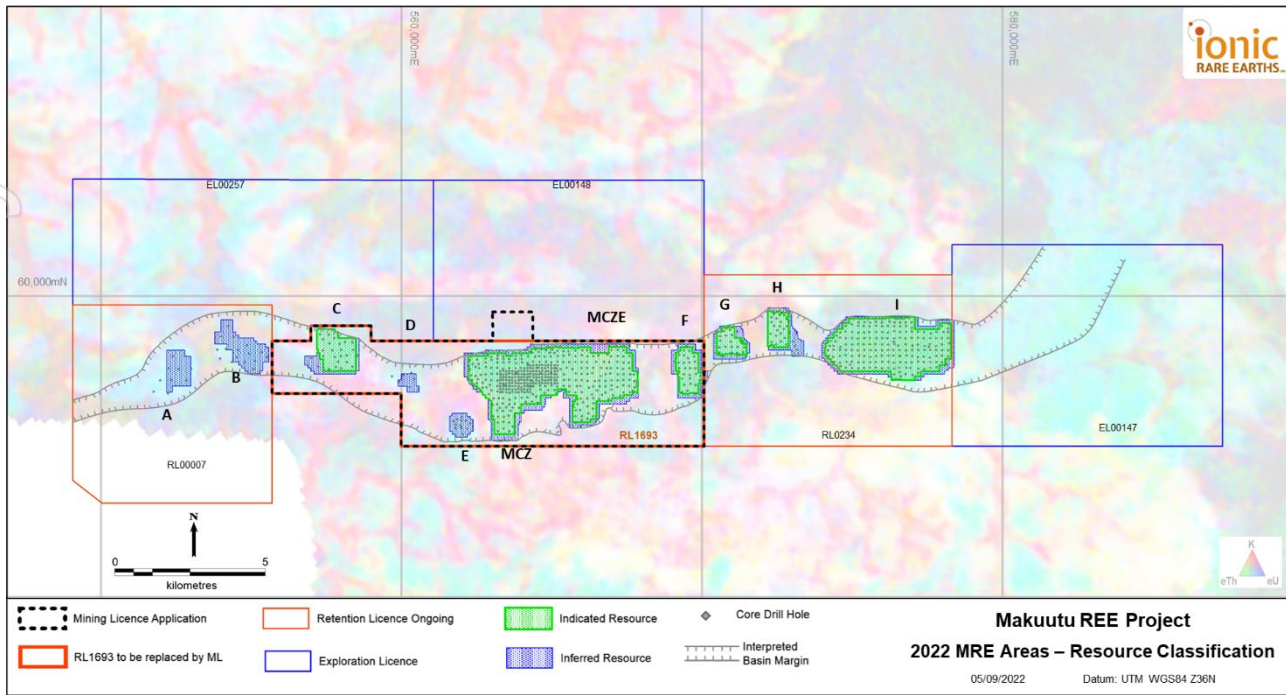 ionic
RARE EARTHS
560,000mE
580,000mE
EL00257
EL00148
60,000mN
C
D
MCZE
F
G
H
I
B
A
E
MCZ
RL1693
RL0234
EL00147
RL00007
N
0
5
kilometres
K
eTh
eU
Mining Licence Application
Retention Licence Ongoing
Indicated Resource
Core Drill Hole
RL1693 to be replaced by ML
Exploration Licence
Inferred Resource
Interpreted
Basin Margin
Makuutu REE Project
2022 MRE Areas – Resource Classification
05/09/2022
Datum: UTM WGS84 Z36N